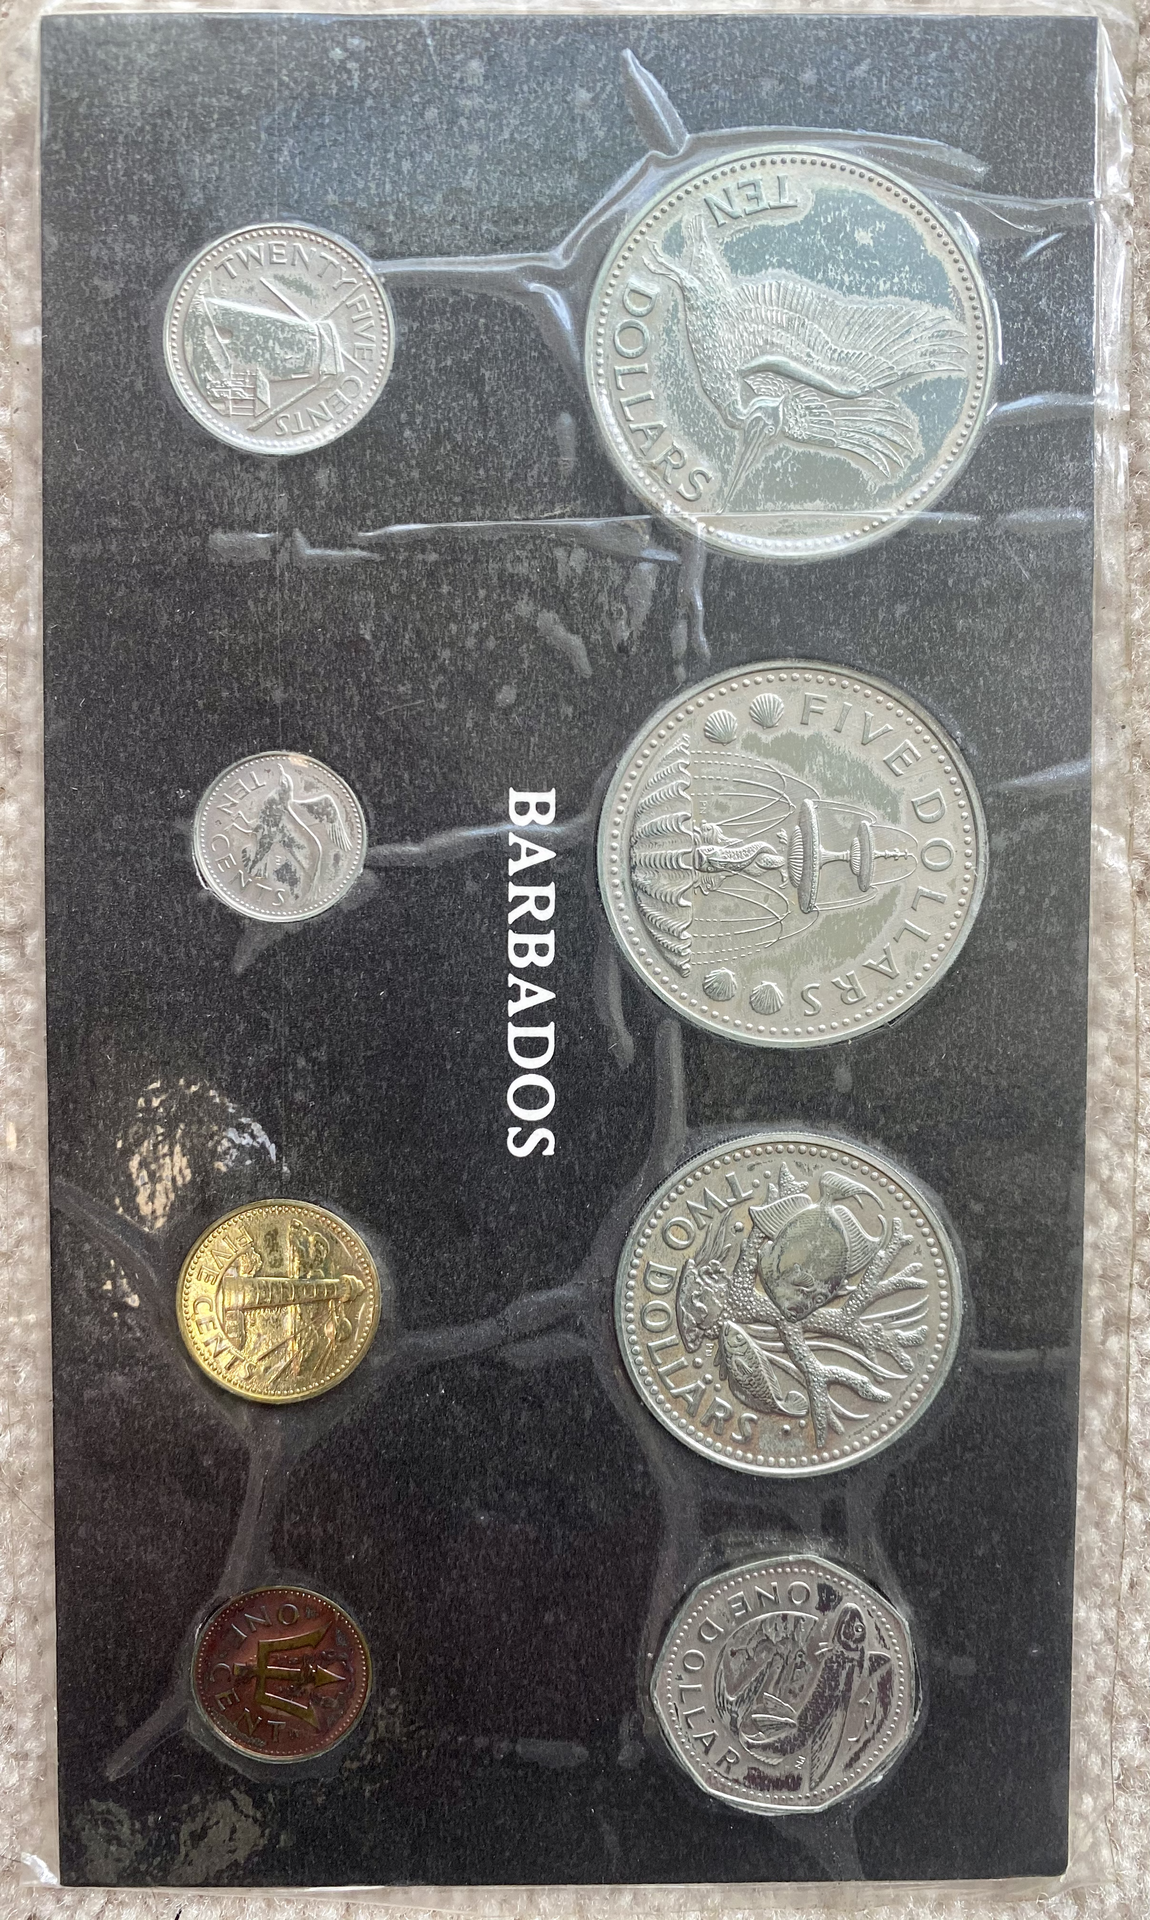 TEN DOLLARS
FIVE DOLLARS
TWO DOLLARS
ONE DOLLAR
BARBADOS
TWENTY FIVE CENTS
TEN CENTS
FIVE CENTS
ONE CENT